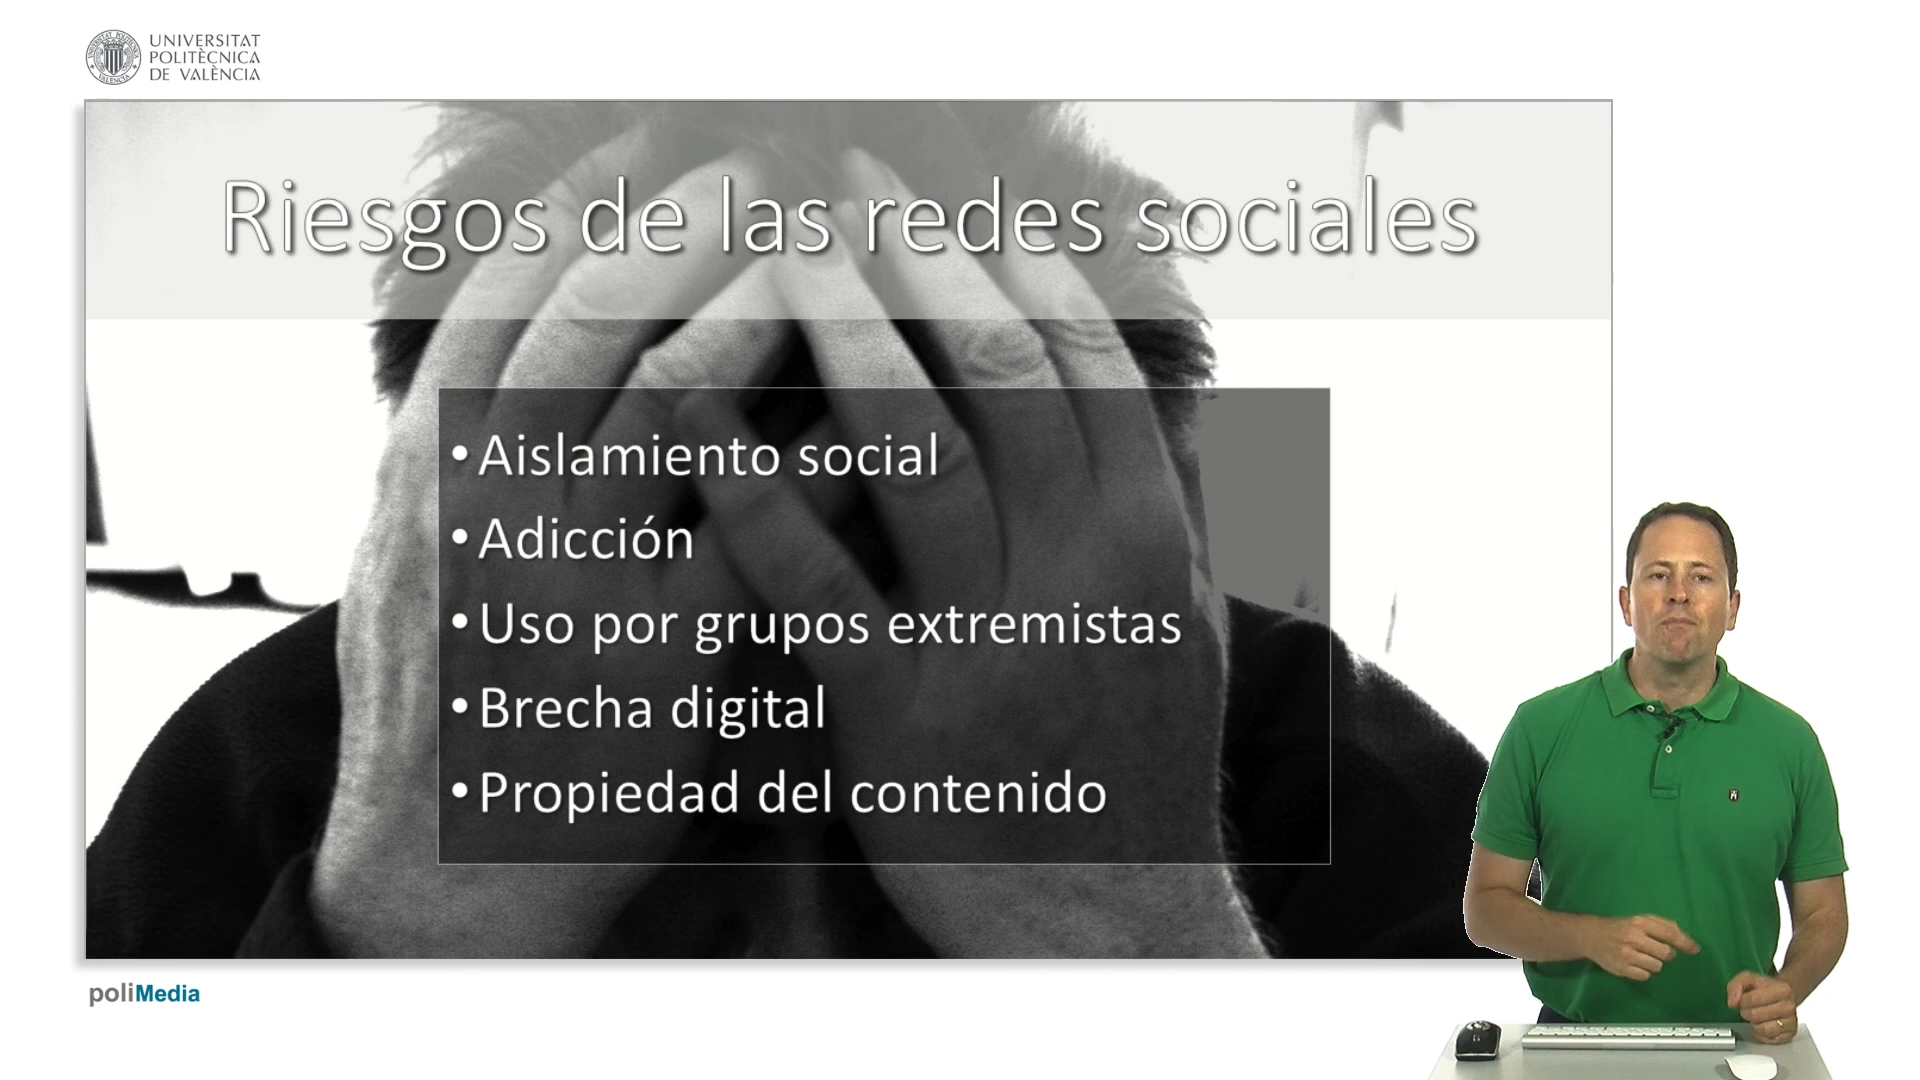 UNIVERSITAT
POLITÈCNICA
DE VALÈNCIA
Riesgos de las redes sociales
• Aislamiento social
• Adicción
• Uso por grupos extremistas
• Brecha digital
• Propiedad del contenido
poliMedia